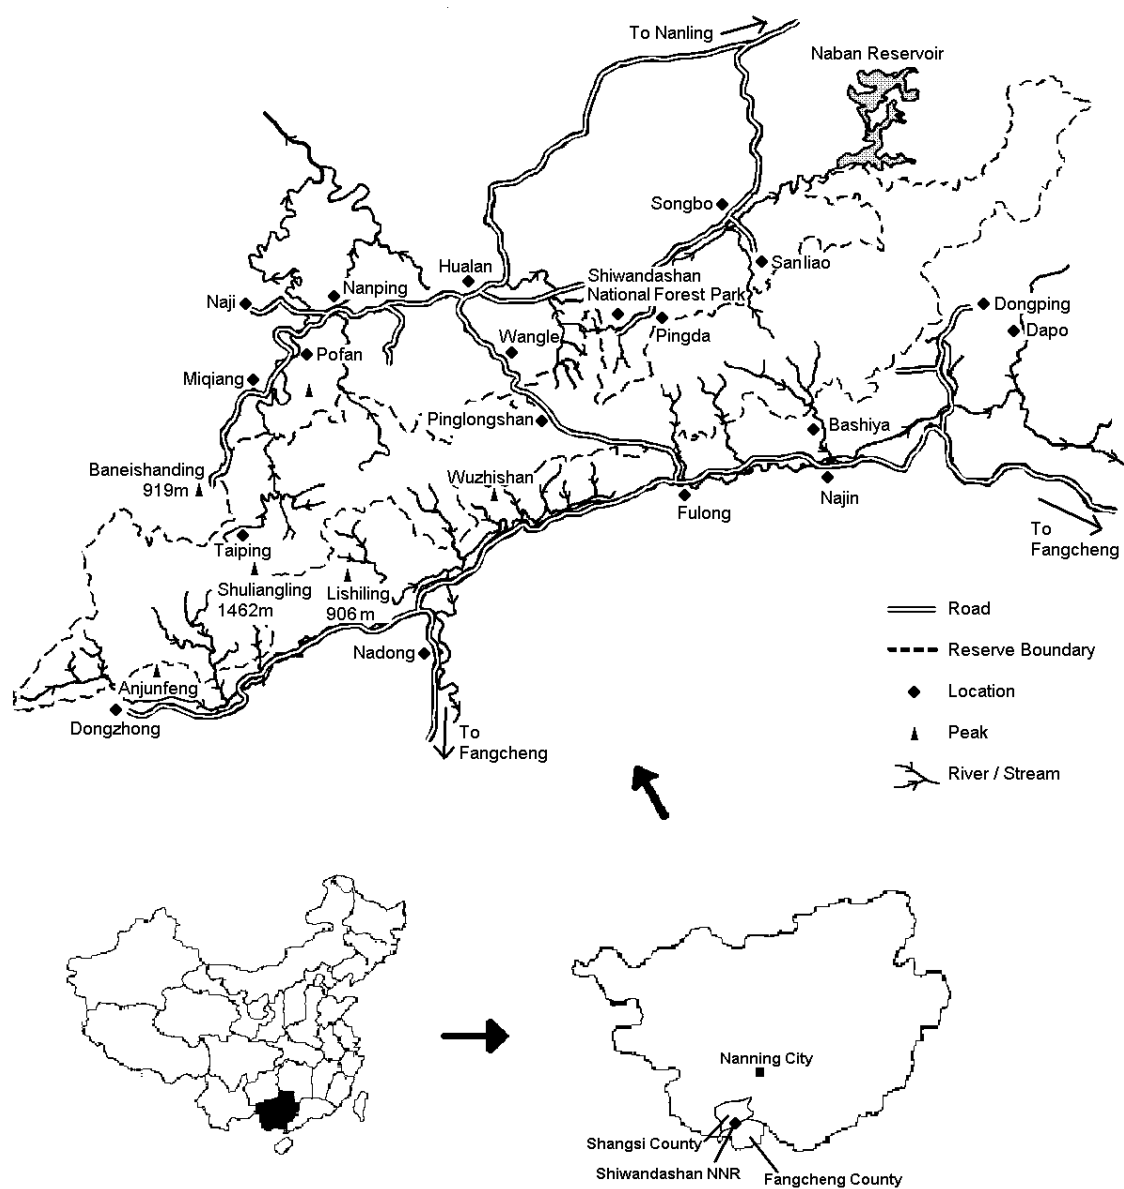 To Nanling
Naban Reservoir
Songbo
Sanliao
Hualan
Shiwandashan
National Forest Park
Naji
Nanping
Dongping
Wangle
Pingda
Dapo
Pofan
Miqiang
Pinglongshan
Bashiya
Baneishanding
919m
Wuzhishan
Najin
Fulong
To
Fangcheng
Taiping
Shuliangling
1462m
Lishiling
906 m
Nadong
Anjunfeng
Dongzhong
To
Fangcheng
Road
Reserve Boundary
Location
Peak
River / Stream
Nanning City
Shangsi County
Shiwandashan NNR
Fangcheng County